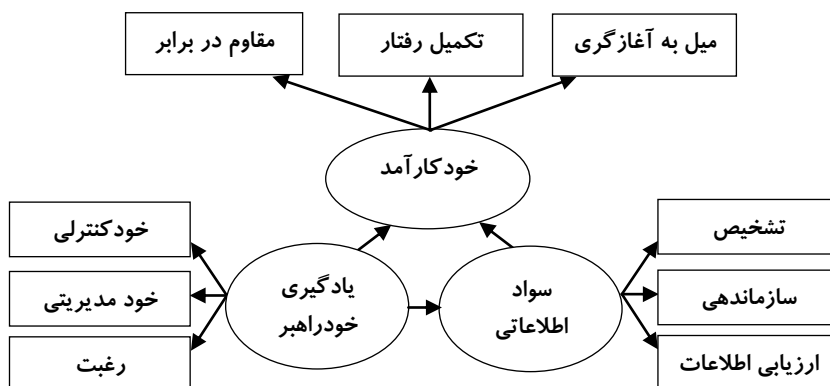 میل به آغازگری
تکمیل رفتار
مقاوم در برابر
خودکارآمد
تشخیص
خودکنترلی
سازماندهی
سواد
اطلاعاتی
یادگیری
خودراهبر
خود مدیریتی
ارزیابی اطلاعات
رغبت